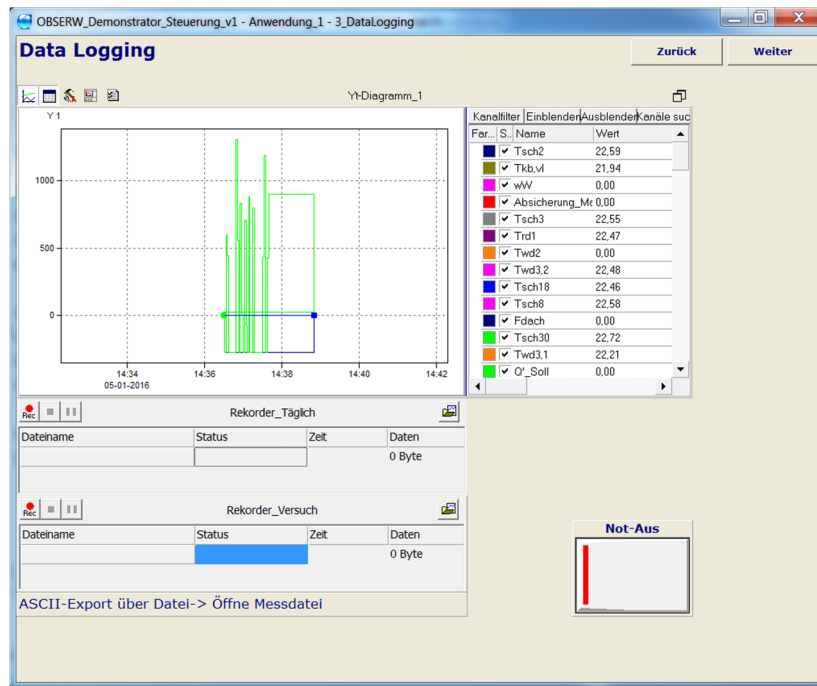 OBSERW_Demonstrator_Steuerung_v1 - Anwendung_1 - 3_DataLogging
Data Logging
Zurück
Weiter
Yt-Diagramm_1
Y 1
1000
500
0
14:34
14:36
14:38
14:40
14:42
05-01-2016
Kanalfilter Einblenden Ausblenden Kanäle suc
Far... S.. Name Wert
Tsch2 22,59
Tkb,vl 21,94
wW 0,00
Absicherung_Me 0,00
Tsch3 22,55
Trd1 22,47
Twd2 0,00
Twd3,2 22,48
Tsch18 22,46
Tsch8 22,58
Fdach 0,00
Tsch30 22,72
Twd3,1 22,21
Q'_Soll 0,00
Rec
Rekorder_Täglich
Dateiname Status Zeit Daten
0 Byte
Rec
Rekorder_Versuch
Dateiname Status Zeit Daten
0 Byte
Not-Aus
ASCII-Export über Datei-> Öffne Messdatei